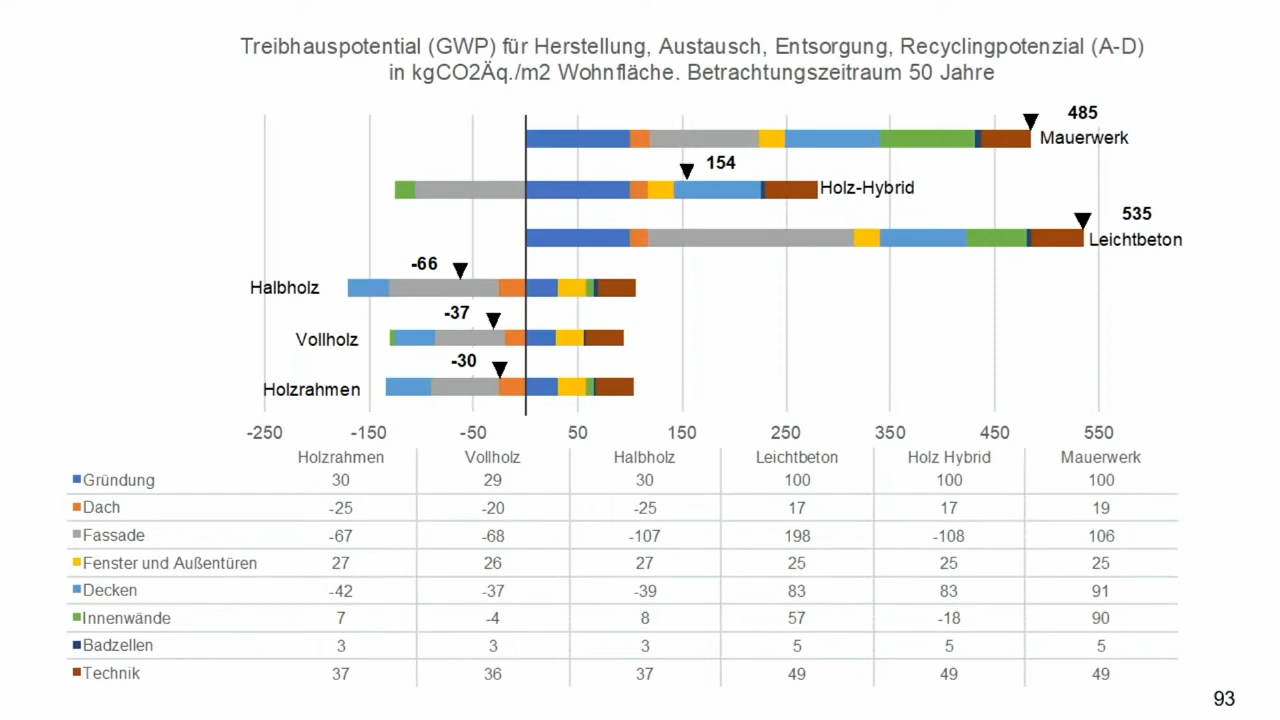 Treibhauspotential (GWP) für Herstellung, Austausch, Entsorgung, Recyclingpotenzial (A-D)
in kgCO2Äq./m2 Wohnfläche. Betrachtungszeitraum 50 Jahre
485
Mauerwerk
154
Holz-Hybrid
535
Leichtbeton
-66
Halbholz
-37
Vollholz
-30
Holzrahmen
-250 -150 -50 50 150 250 350 450 550
Holzrahmen Vollholz Halbholz Leichtbeton Holz Hybrid Mauerwerk
Gründung 30 29 30 100 100 100
Dach -25 -20 -25 17 17 19
Fassade -67 -68 -107 198 -108 106
Fenster und Außentüren 27 26 27 25 25 25
Decken -42 -37 -39 83 83 91
Innenwände 7 -4 8 57 -18 90
Badzellen 3 3 3 5 5 5
Technik 37 36 37 49 49 49
93